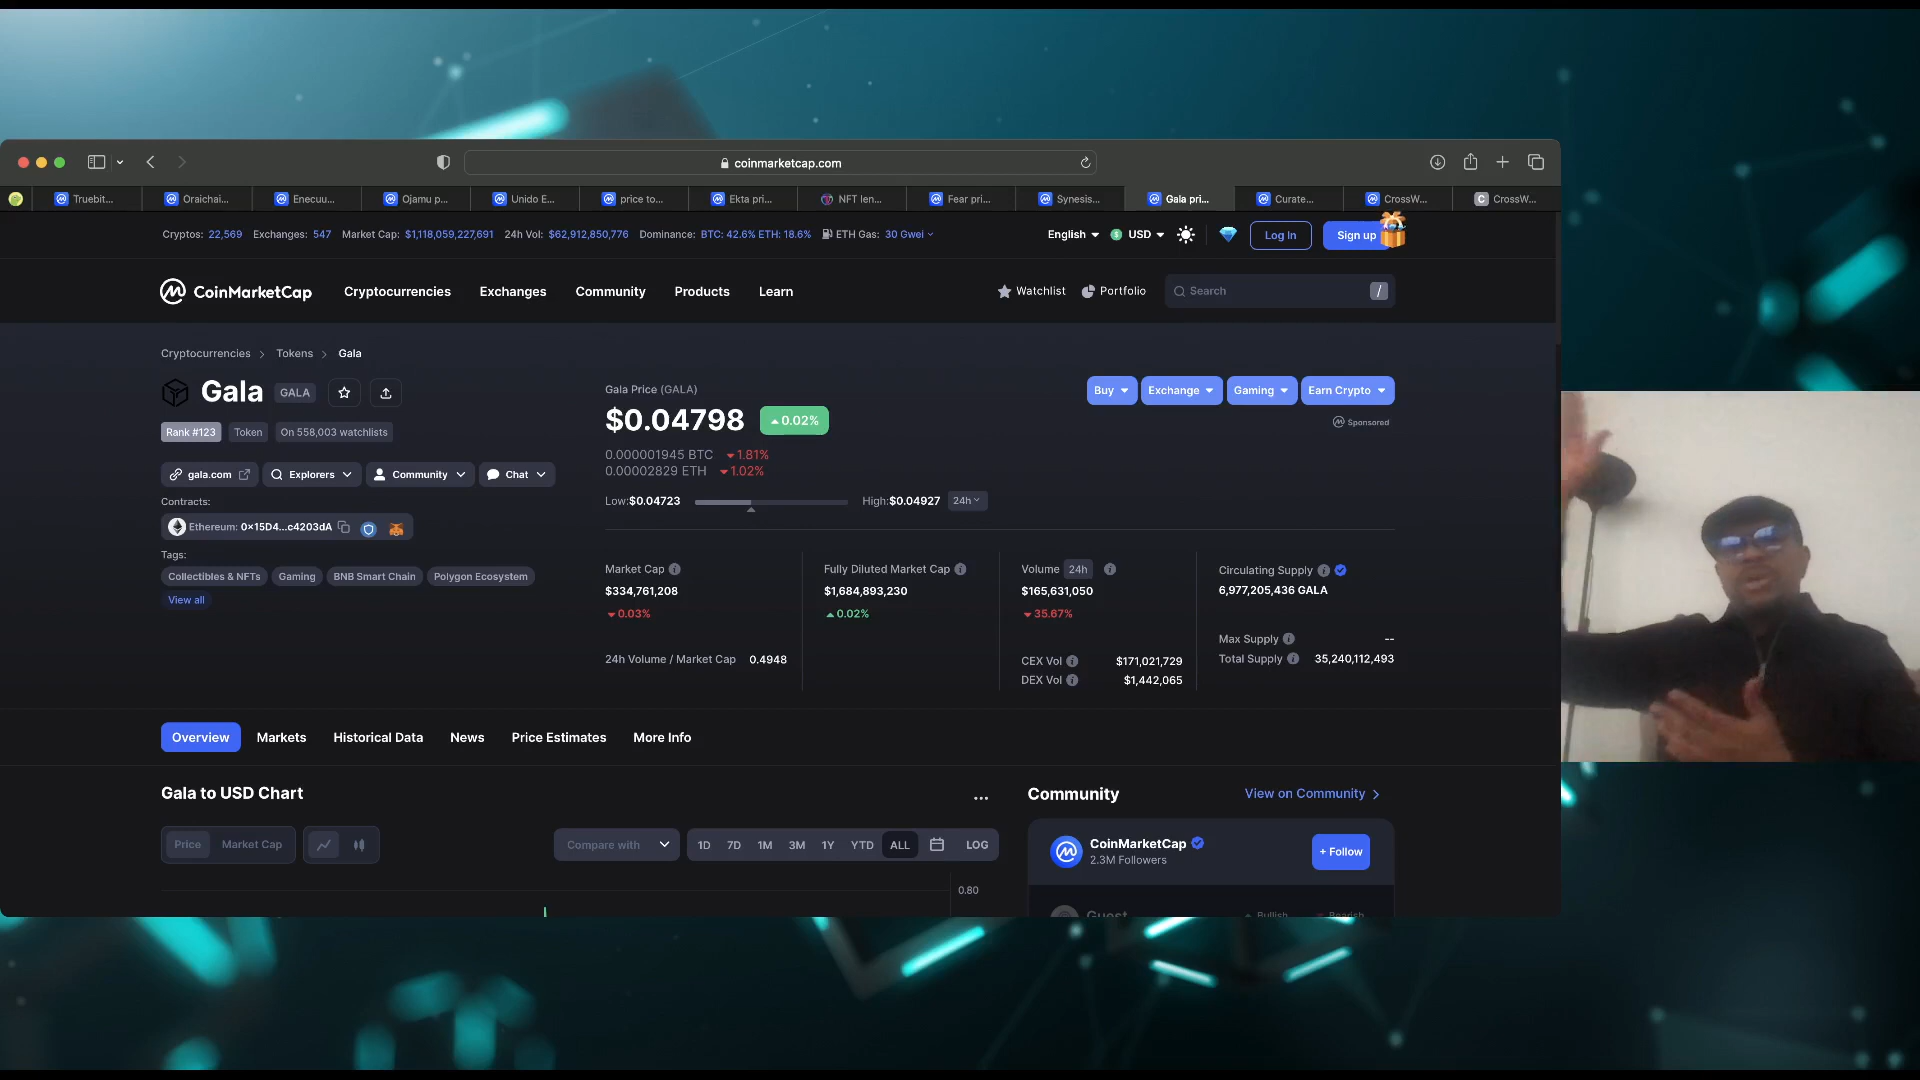 coinmarketcap.com
Truebit...
Oraichai...
Enecuu...
Ojamu p...
Unido E...
price to...
Ekta pri...
NFT len...
Fear pri...
Synesis...
Gala pri...
Curate...
CrossW...
C CrossW...
Cryptos: 22,569 Exchanges: 547 Market Cap: $1,118,059,227,691 24h Vol: $62,912,850,776 Dominance: BTC: 42.6% ETH: 18.6% ETH Gas: 30 Gwei
English USD Log In Sign up
CoinMarketCap Cryptocurrencies Exchanges Community Products Learn
Watchlist Portfolio Search /
Cryptocurrencies > Tokens > Gala
Gala GALA
Rank #123 Token On 558,003 watchlists
gala.com Explorers Community Chat
Contracts:
Ethereum: 0x15D4...c4203dA
Tags:
Collectibles & NFTs Gaming BNB Smart Chain Polygon Ecosystem
View all
Gala Price (GALA)
$0.04798 0.02%
0.000001945 BTC 1.81%
0.00002829 ETH 1.02%
Low:$0.04723 High:$0.04927 24h
Buy Exchange Gaming Earn Crypto
Sponsored
Market Cap
$334,761,208
0.03%
24h Volume / Market Cap 0.4948
Fully Diluted Market Cap
$1,684,893,230
0.02%
Volume 24h
$165,631,050
35.67%
CEX Vol $171,021,729
DEX Vol $1,442,065
Circulating Supply
6,977,205,436 GALA
Max Supply --
Total Supply 35,240,112,493
Overview Markets Historical Data News Price Estimates More Info
Gala to USD Chart ...
Price Market Cap
Compare with
1D 7D 1M 3M 1Y YTD ALL LOG
0.80
Community View on Community >
CoinMarketCap
2.3M Followers
+ Follow
Guest Bullish Bearish